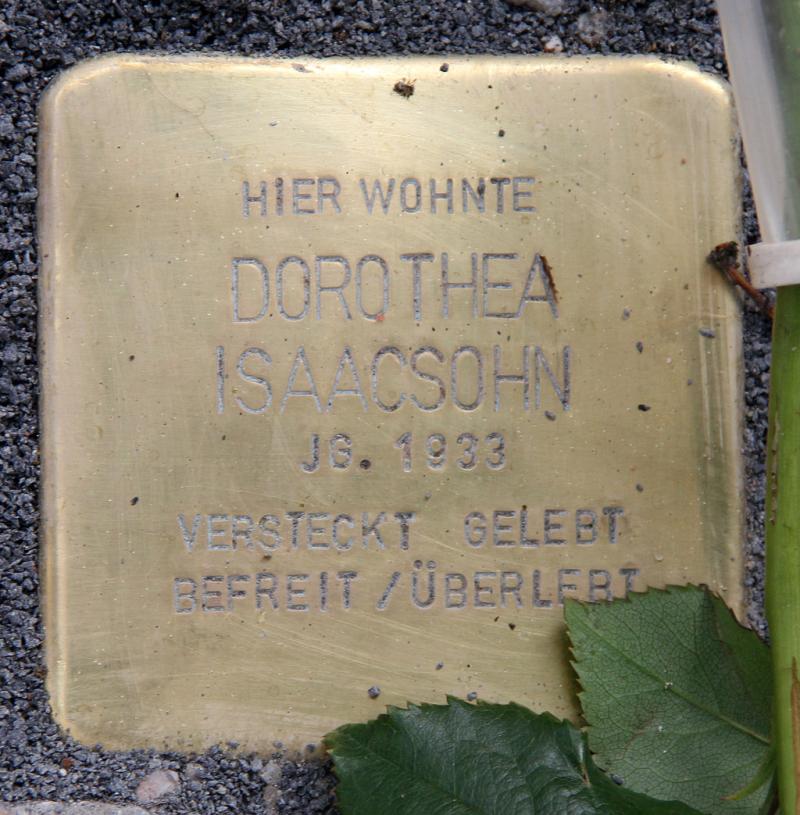 HIER WOHNTE
DOROTHEA
ISAACSOHN
JG. 1933
VERSTECKT GELEBT
BEFREIT / ÜBERLEBT